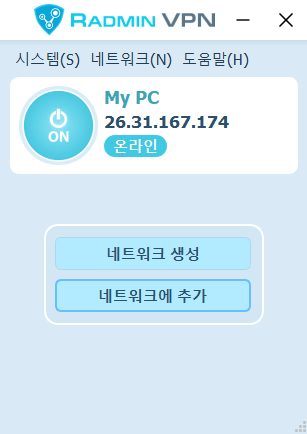 RADMIN VPN
시스템(S) 네트워크(N) 도움말(H)
My PC
ON
26.31.167.174
온라인
네트워크 생성
네트워크에 추가